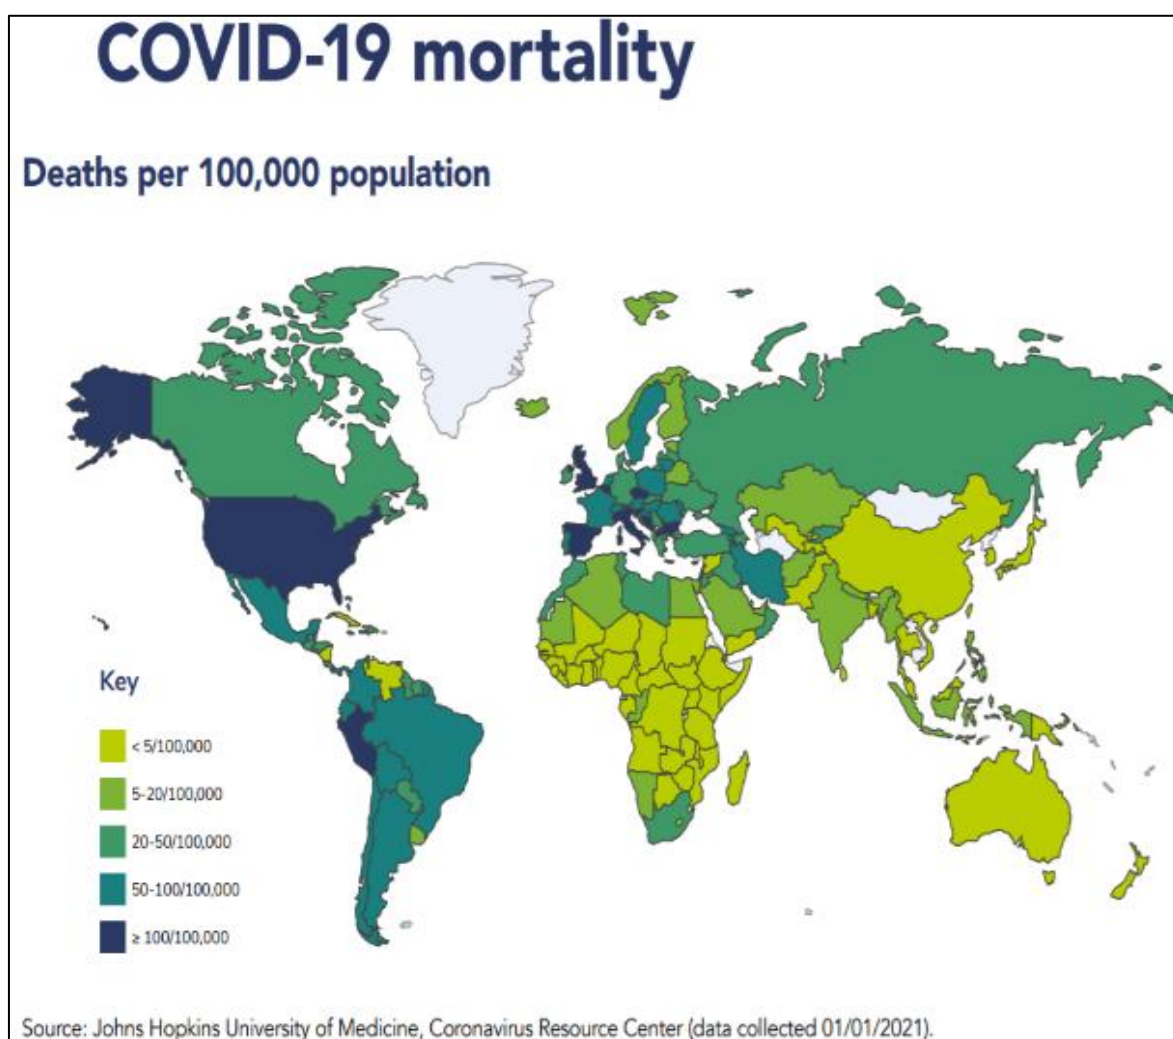 COVID-19 mortality
Deaths per 100,000 population
Key
< 5/100,000
5-20/100,000
20-50/100,000
50-100/100,000
≥ 100/100,000
Source: Johns Hopkins University of Medicine, Coronavirus Resource Center (data collected 01/01/2021).